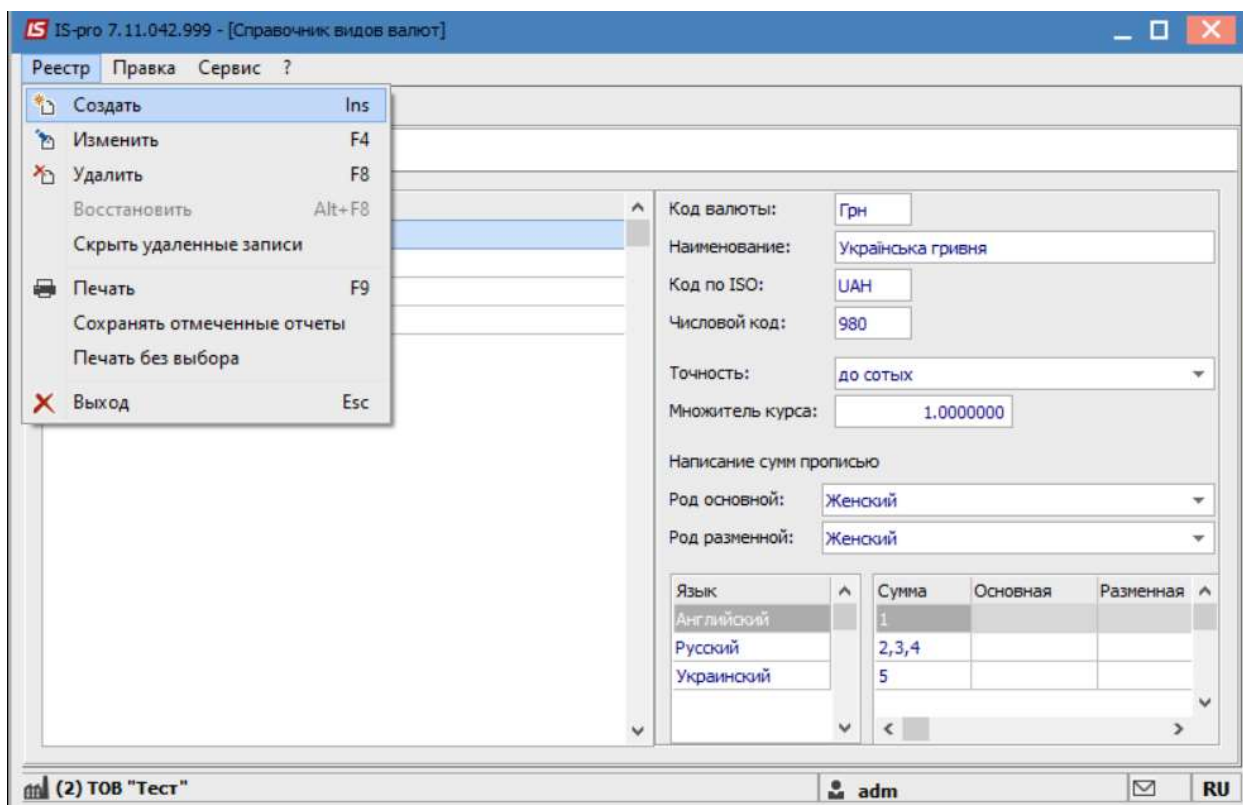 IS-pro 7.11.042.999 - [Справочник видов валют]
Реестр Правка Сервис ?
Создать Ins
Изменить F4
Удалить F8
Восстановить Alt+F8
Скрыть удаленные записи
Печать F9
Сохранять отмеченные отчеты
Печать без выбора
Выход Esc
Код валюты: Грн
Наименование: Українська гривня
Код по ISO: UAH
Числовой код: 980
Точность: до сотых
Множитель курса: 1.0000000
Написание сумм прописью
Род основной: Женский
Род разменной: Женский
Язык Сумма Основная Разменная
Английский 1
Русский 2,3,4
Украинский 5
(2) ТОВ "Тест" adm RU